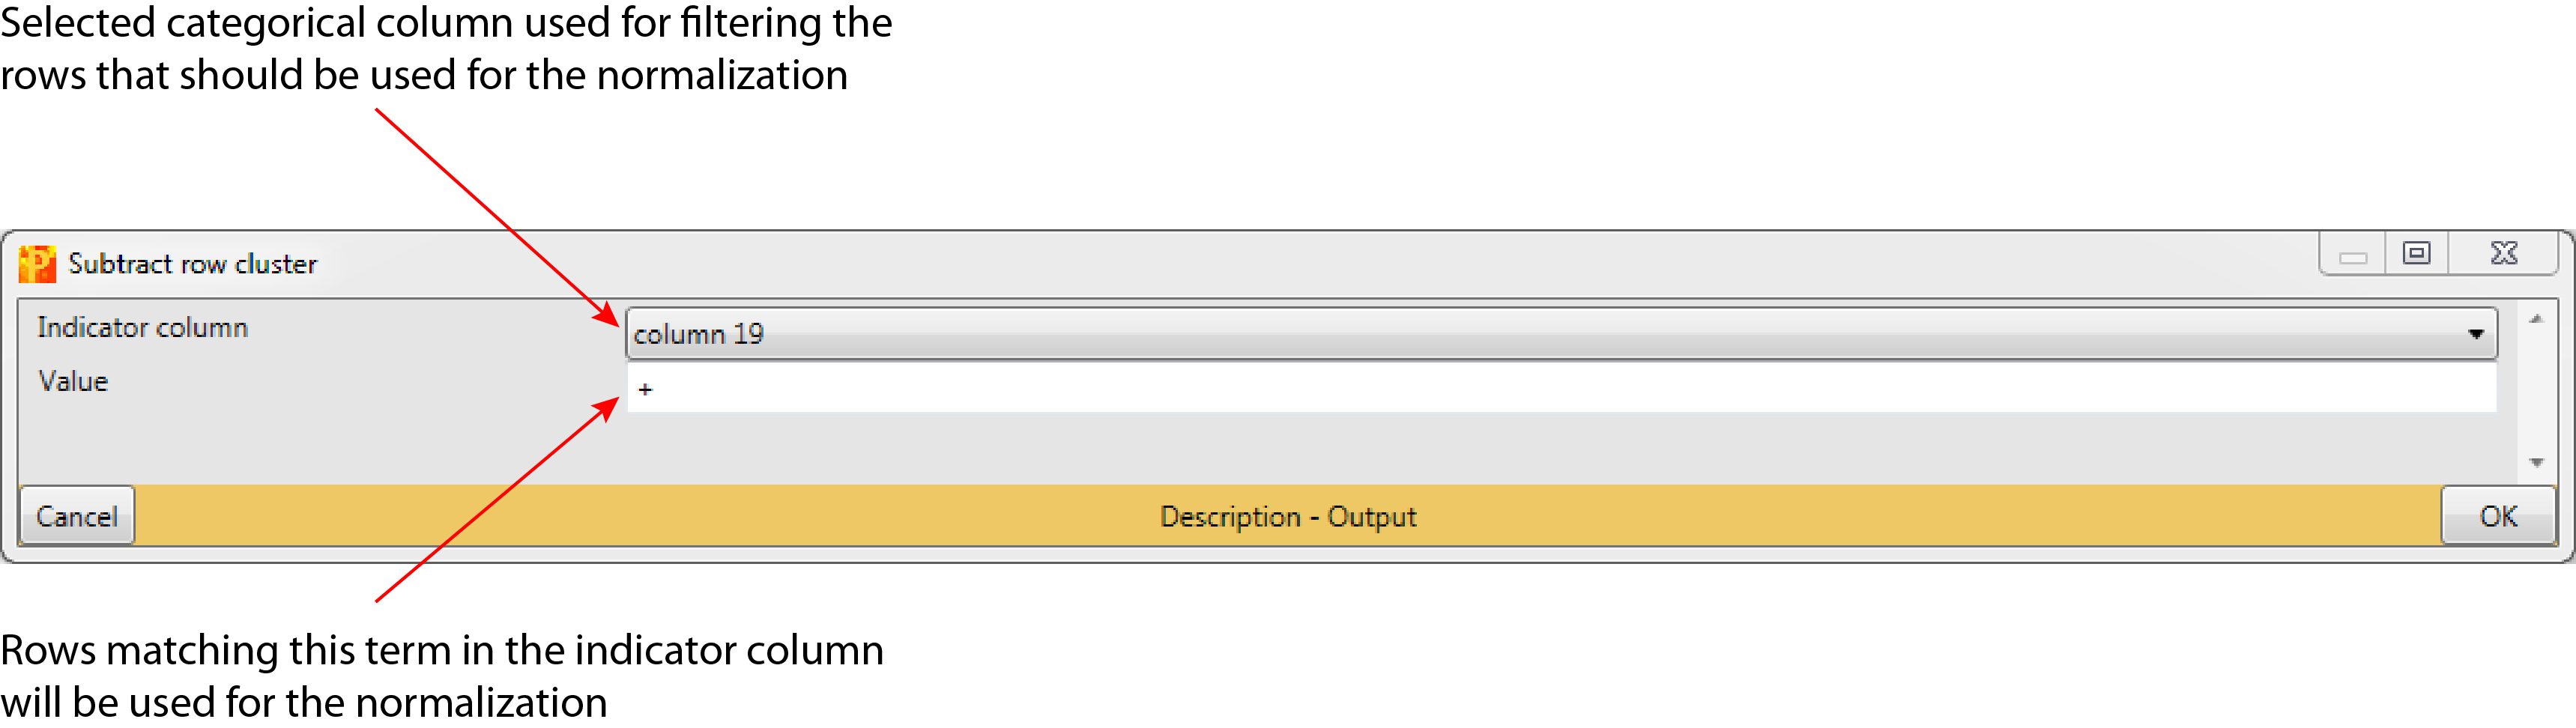 Selected categorical column used for filtering the
rows that should be used for the normalization
Subtract row cluster
Indicator column
column 19
Value
+
Cancel
Description - Output
OK
Rows matching this term in the indicator column
will be used for the normalization